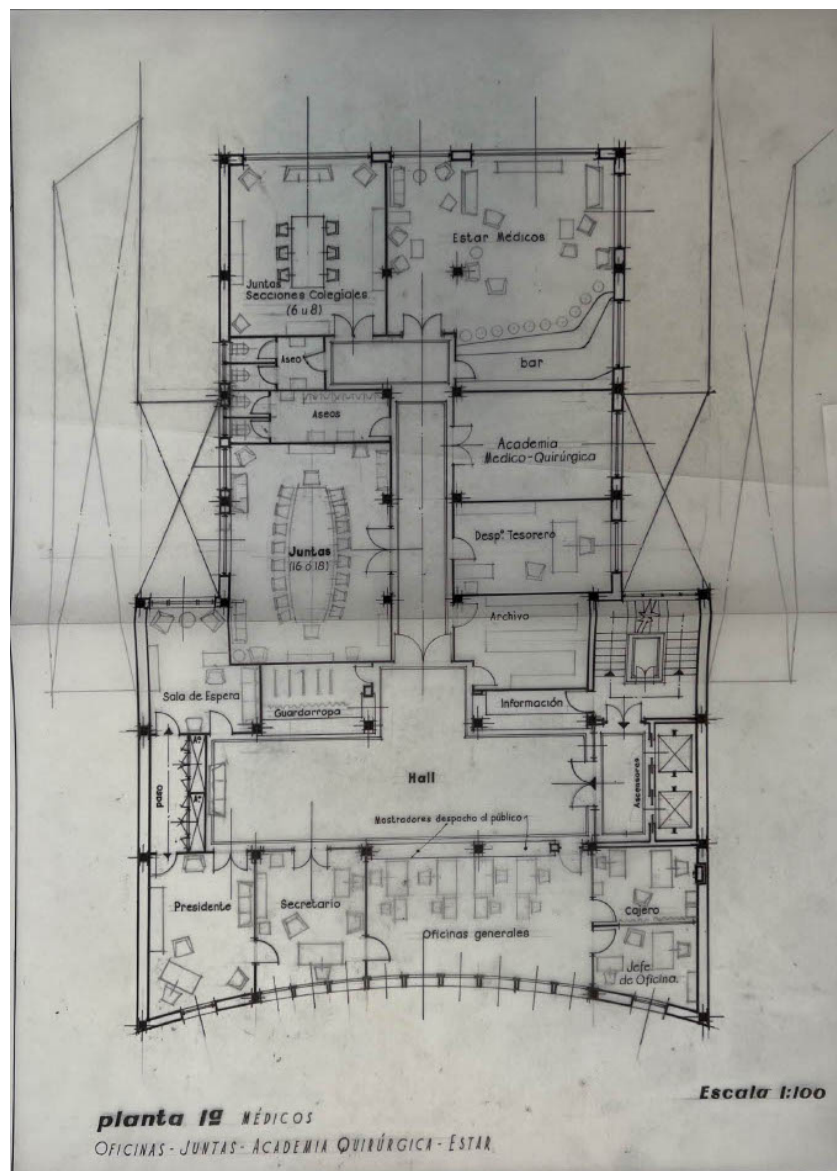 Estar Médicos
Juntas
Secciones Colegiales
(6 u 8)
Aseo
bar
Aseos
Academia
Medico-Quirúrgica
Despº. Tesorero
Juntas
(16 ó 18)
Archivo
Sala de Espera
Guardarropa
Información
Paso
Hall
Ascensores
Mostradores despacho al público
Presidente
Secretario
Oficinas generales
Cajero
Jefe
de Oficina.
Escala 1:100
planta 1º MÉDICOS
OFICINAS - JUNTAS - ACADEMIA QUIRÚRGICA - ESTAR